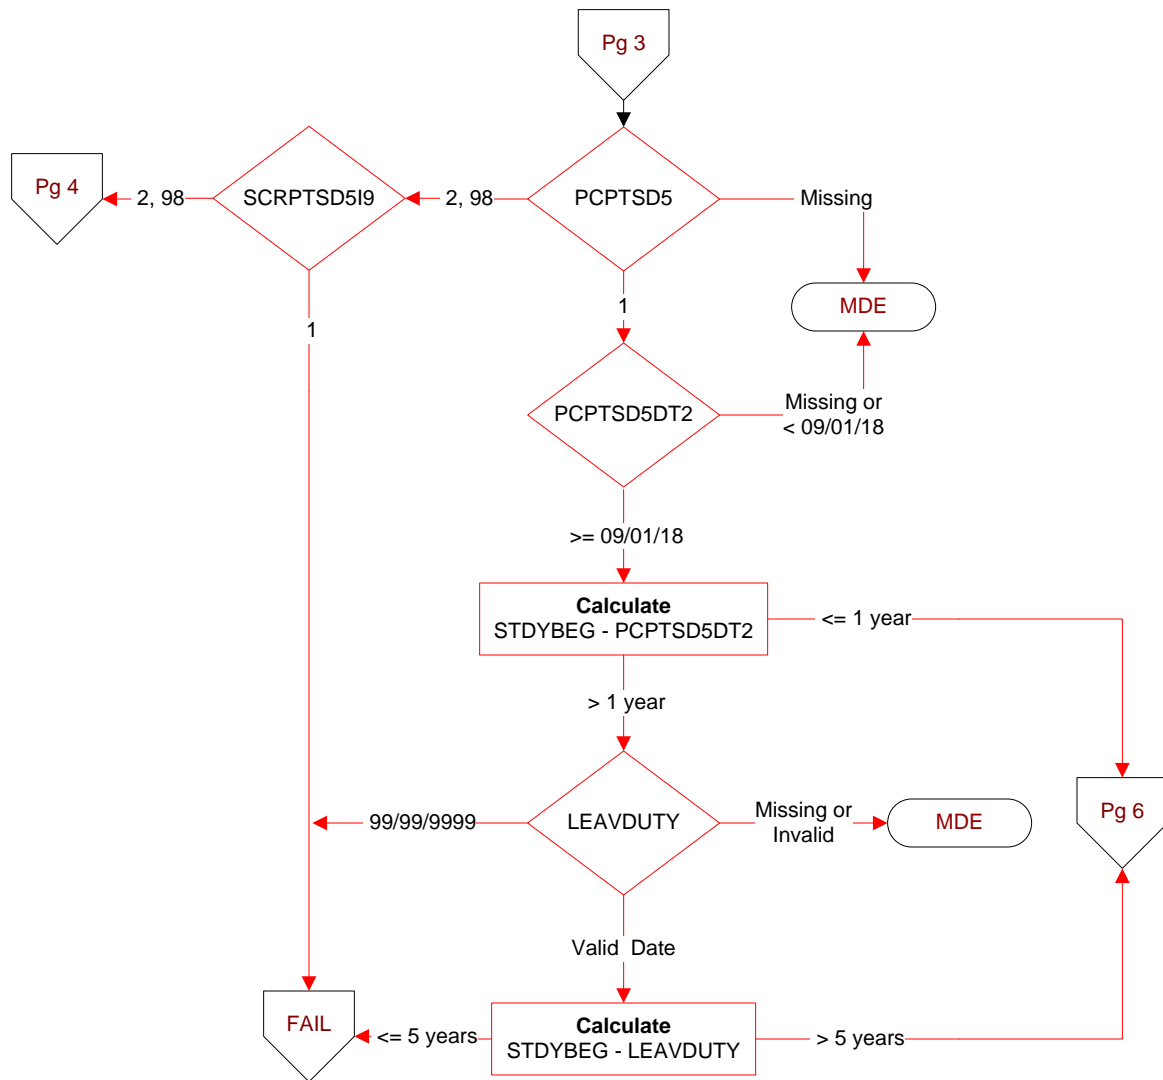 Pg 3
Pg 4
2, 98
SCRPTSD5I9
2, 98
PCPTSD5
Missing
1
1
MDE
PCPTSD5DT2
Missing or
< 09/01/18
>= 09/01/18
Calculate
STDYBEG - PCPTSD5DT2
<= 1 year
> 1 year
99/99/9999
LEAVDUTY
Missing or
Invalid
MDE
Pg 6
Valid Date
FAIL
<= 5 years
Calculate
STDYBEG - LEAVDUTY
> 5 years